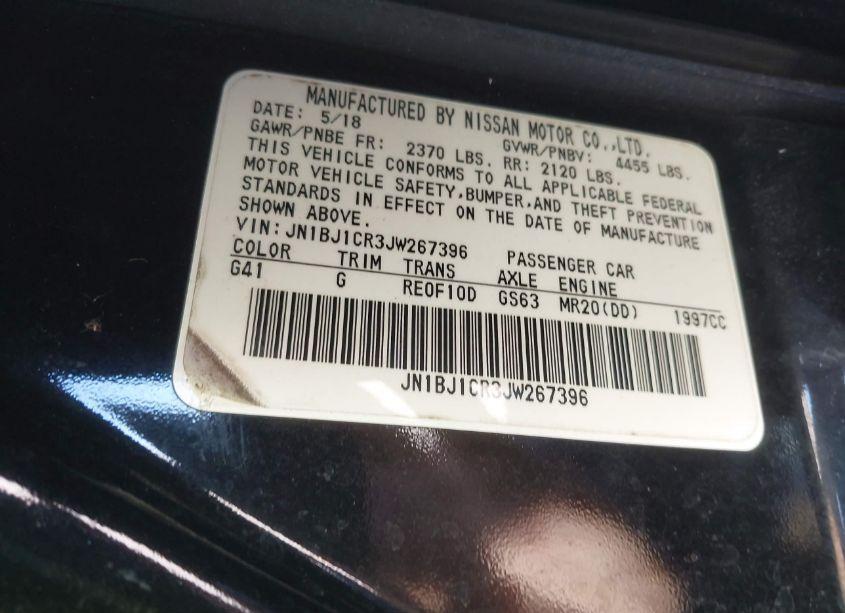 MANUFACTURED BY NISSAN MOTOR CO.,LTD.
DATE: 5/18 GVWR/PNBV: 4455 LBS.
GAWR/PNBE FR: 2370 LBS. RR: 2120 LBS.
THIS VEHICLE CONFORMS TO ALL APPLICABLE FEDERAL
MOTOR VEHICLE SAFETY,BUMPER,AND THEFT PREVENTION
STANDARDS IN EFFECT ON THE DATE OF MANUFACTURE
SHOWN ABOVE.
VIN:JN1BJ1CR3JW267396 PASSENGER CAR
COLOR TRIM TRANS AXLE ENGINE
G41 G RE0F10D GS63 MR20(DD) 1997CC
JN1BJ1CR3JW267396